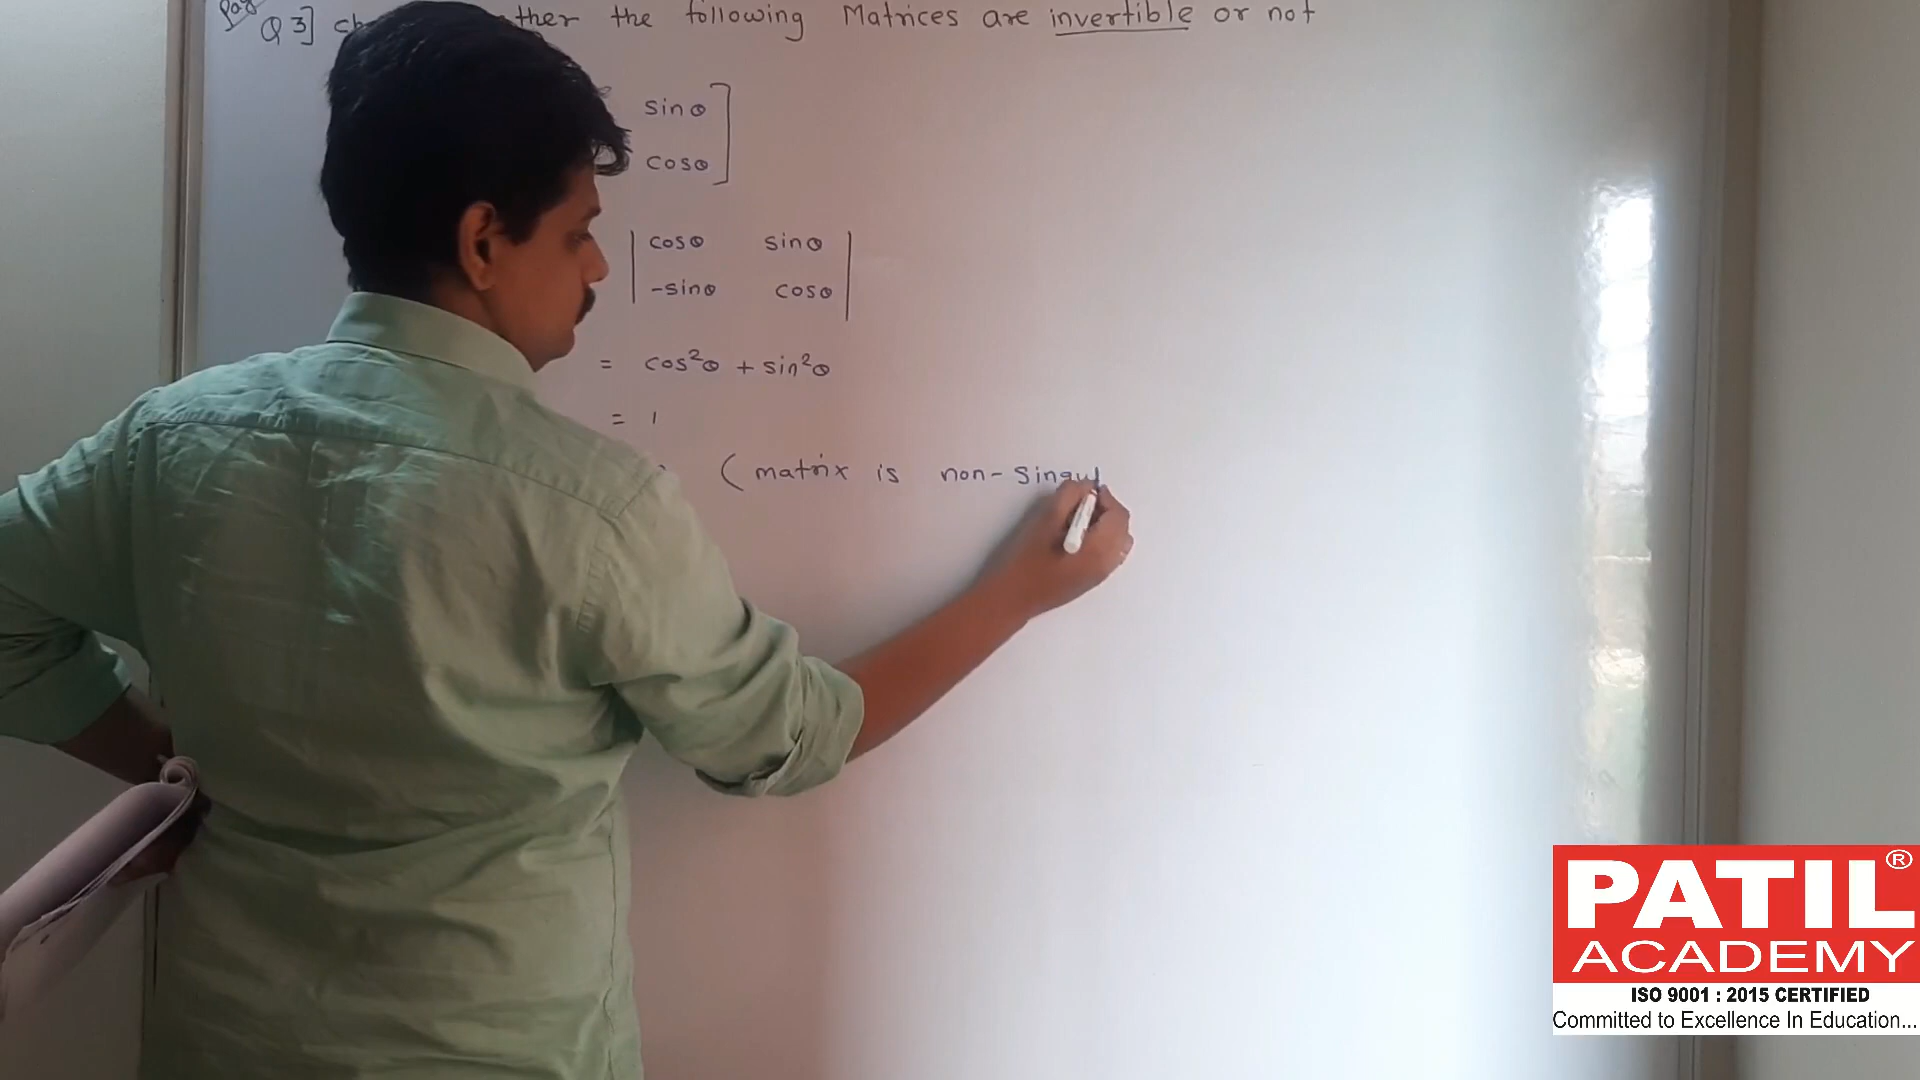 Q 3] ther the following Matrices are invertible or not
sinθ
cosθ
cosθ sinθ
-sinθ cosθ
= cos²θ + sin²θ
= 1
(matrix is non-singul
PATIL®
ACADEMY
ISO 9001 : 2015 CERTIFIED
Committed to Excellence In Education...